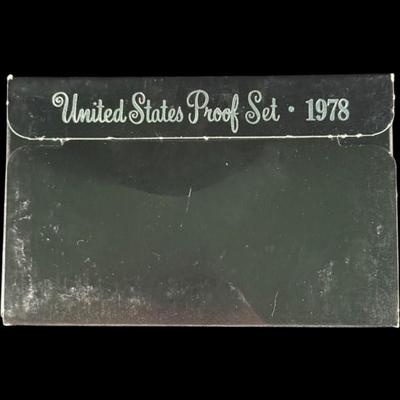 United States Proof Set · 1978